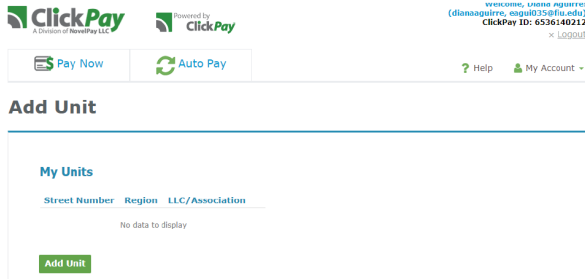 ClickPay
A Division of NovelPay LLC
Powered by
ClickPay
Welcome, Diana Aguirre
(dianaaguirre, eagui035@fiu.edu)
ClickPay ID: 6536140212
× Logout
Pay Now
Auto Pay
? Help
My Account
Add Unit
My Units
Street Number Region LLC/Association
No data to display
Add Unit